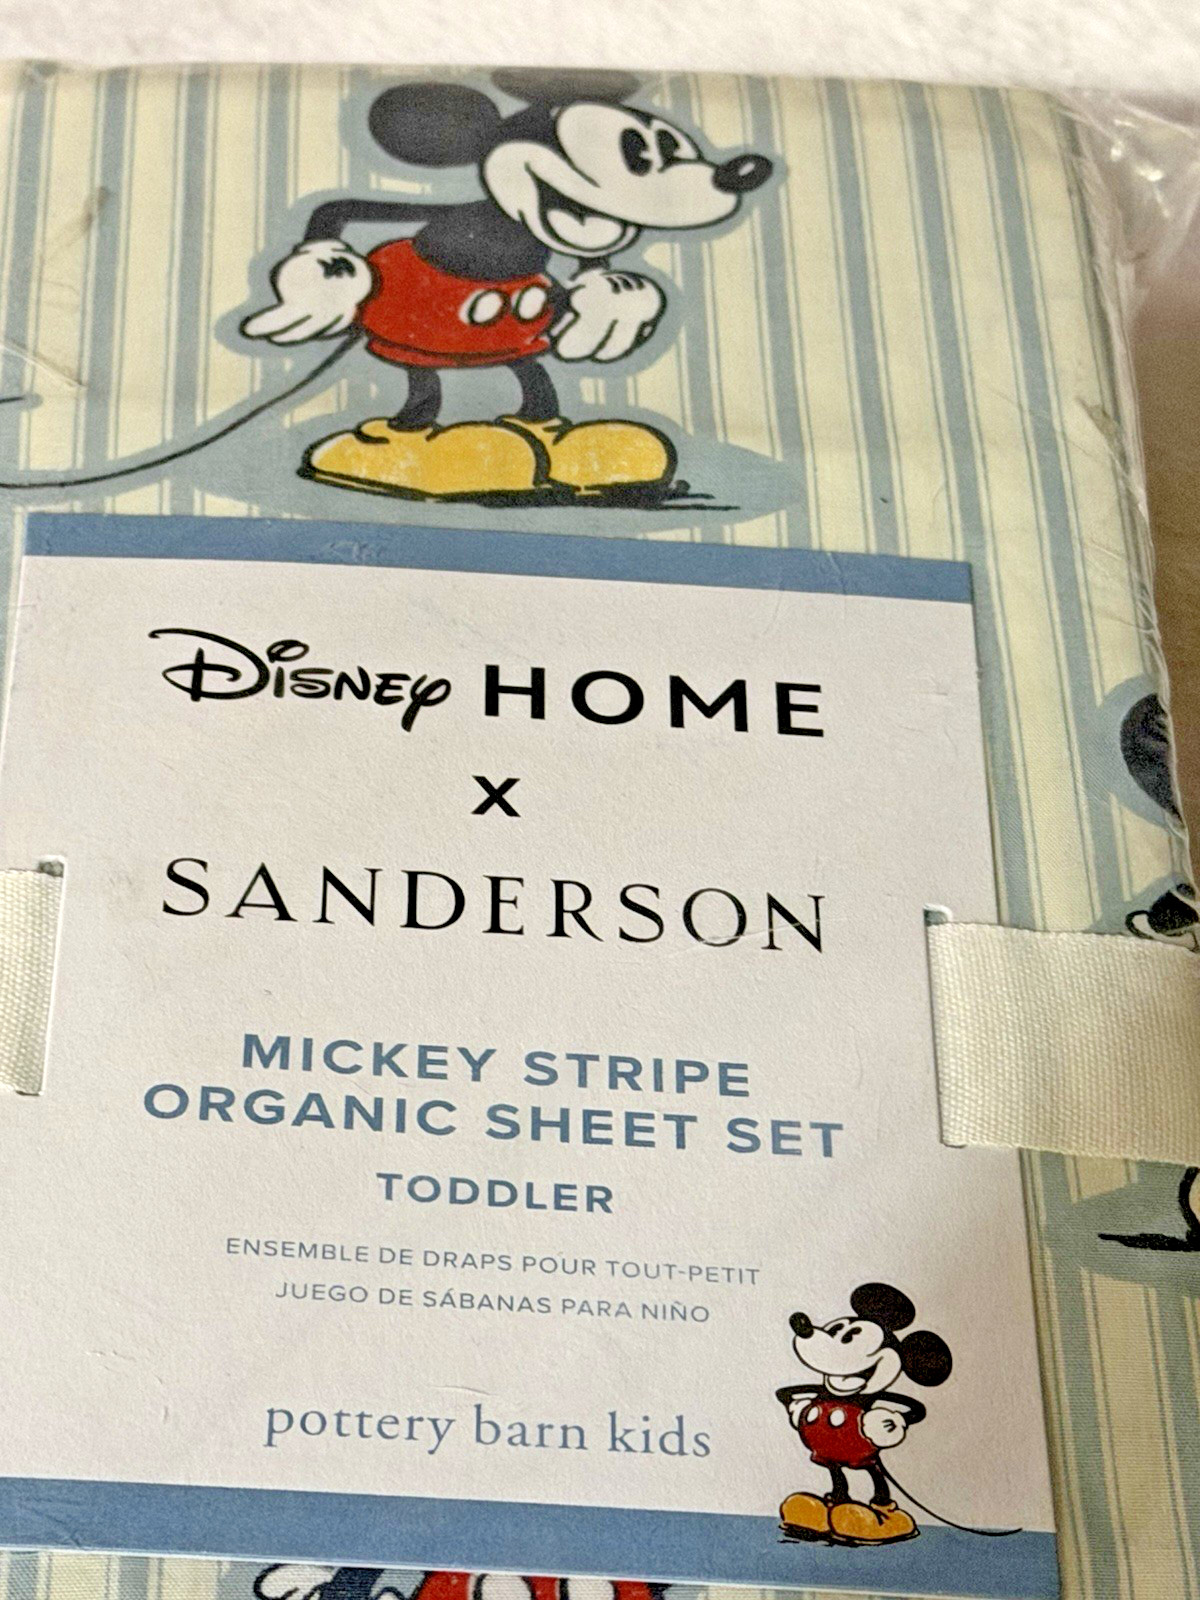 Disney HOME
X
SANDERSON
MICKEY STRIPE
ORGANIC SHEET SET
TODDLER
ENSEMBLE DE DRAPS POUR TOUT-PETIT
JUEGO DE SÁBANAS PARA NIÑO
pottery barn kids